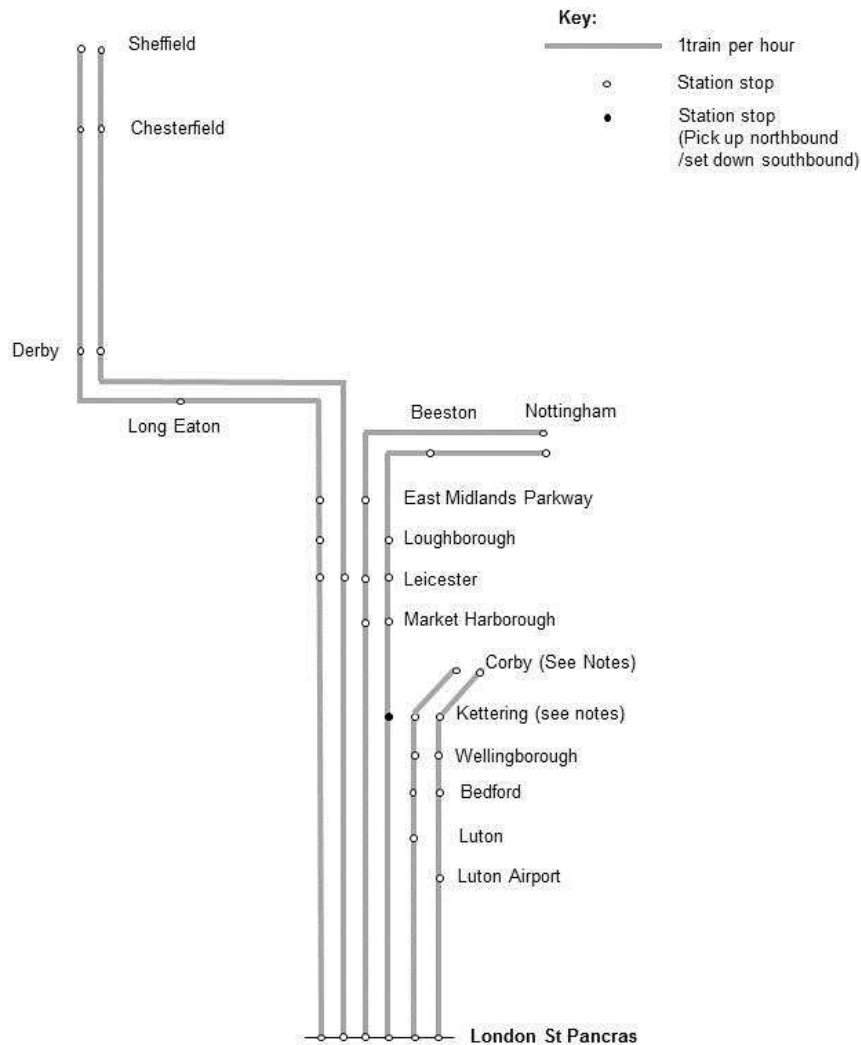 Key:
1train per hour
Station stop
Station stop
(Pick up northbound
/set down southbound)
Sheffield
Chesterfield
Derby
Long Eaton
Beeston
Nottingham
East Midlands Parkway
Loughborough
Leicester
Market Harborough
Corby (See Notes)
Kettering (see notes)
Wellingborough
Bedford
Luton
Luton Airport
London St Pancras